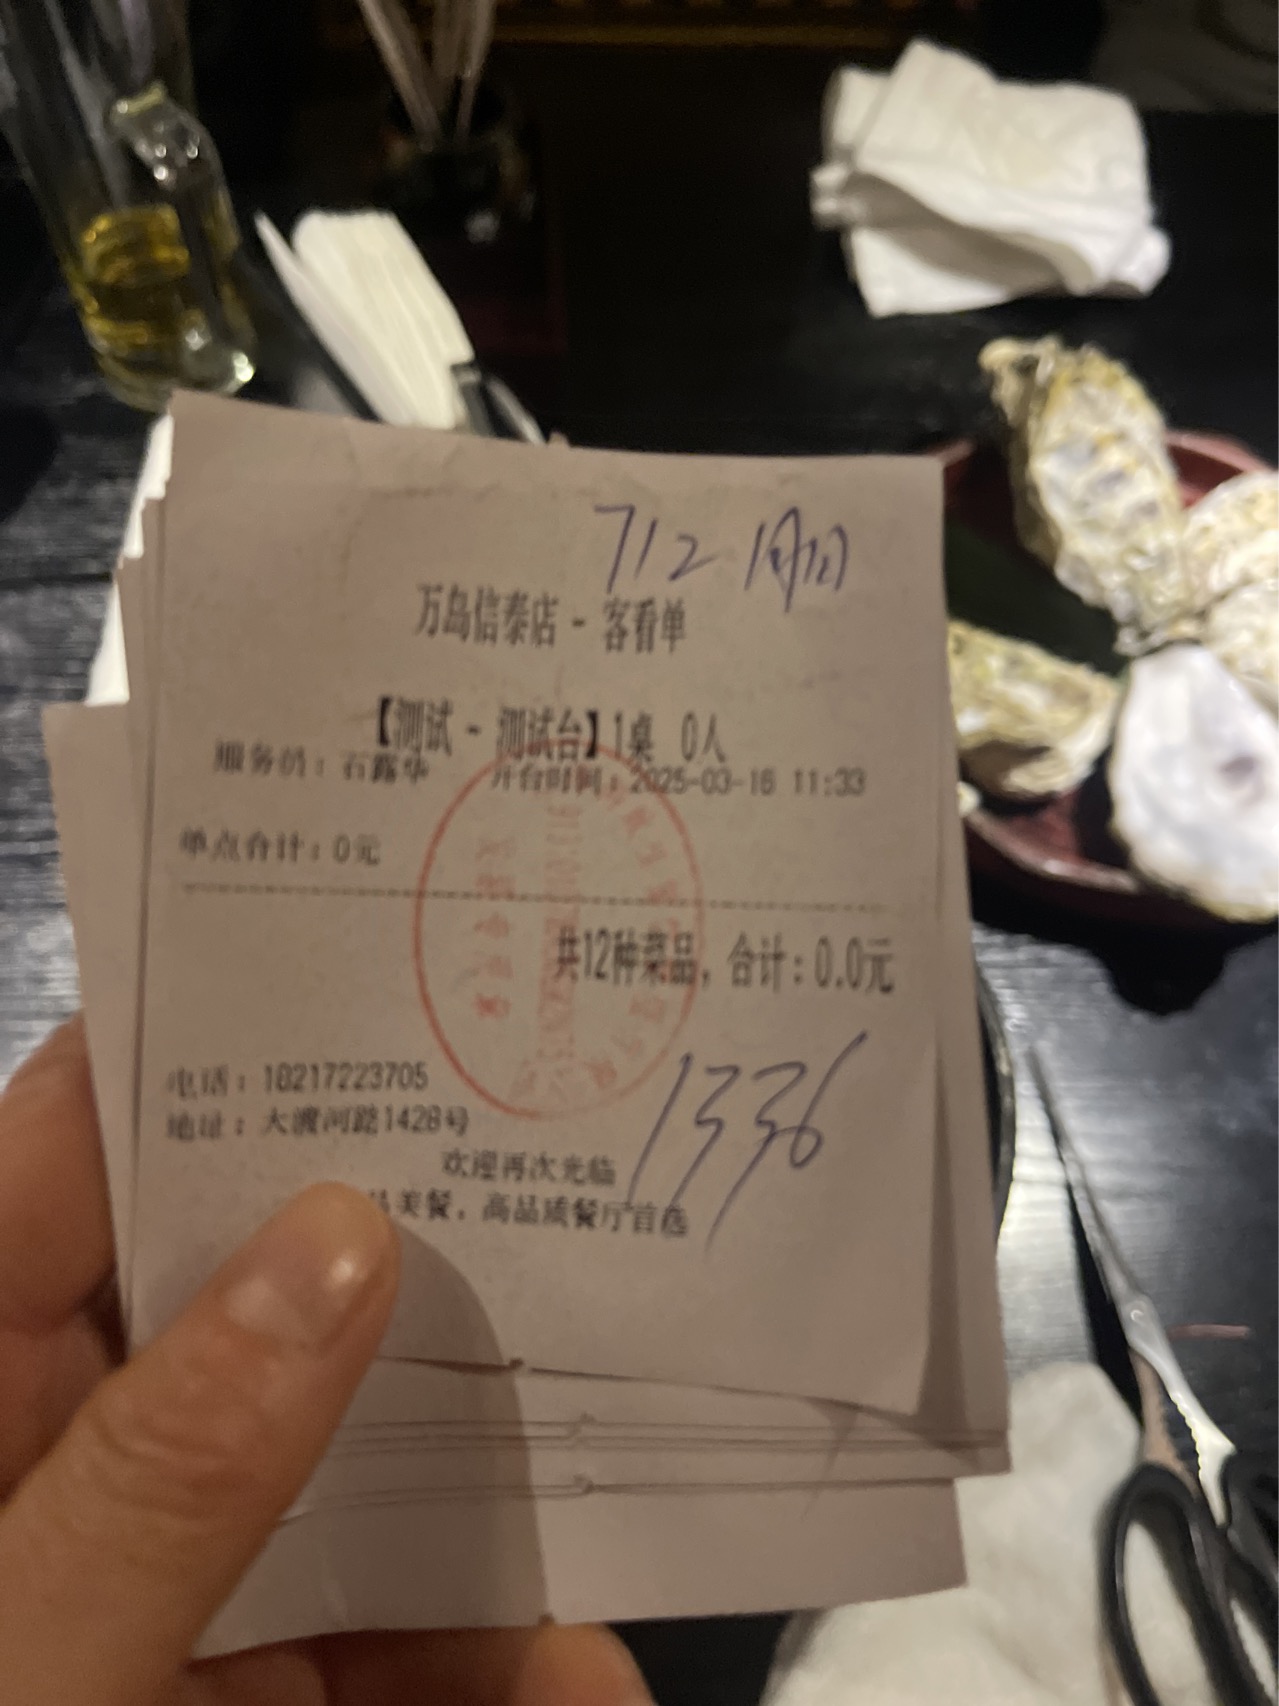 712 1月1日
万岛信泰店 - 客看单
【测试 - 测试台】1桌 0人
服务员：石露华 开台时间：2025-03-16 11:33
单点合计：0元
共12种菜品，合计：0.0元
电话：18217223705
地址：大渡河路1428号
1336
欢迎再次光临
美餐，高品质餐厅首选